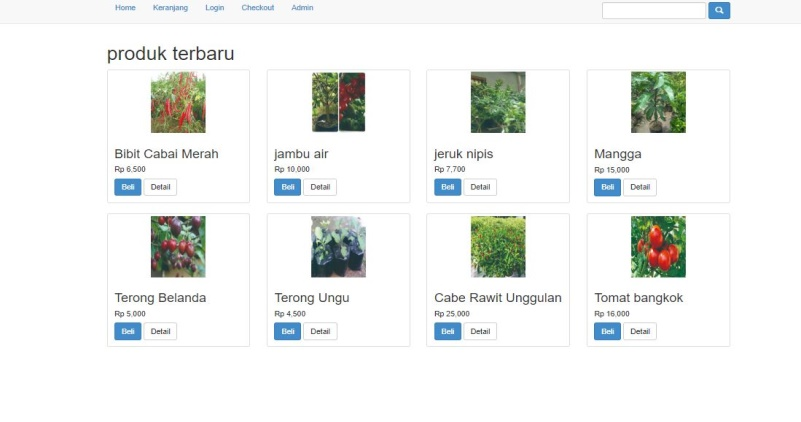 Home Keranjang Login Checkout Admin
produk terbaru
Bibit Cabai Merah
Rp 6,500
Beli Detail
jambu air
Rp 10,000
Beli Detail
jeruk nipis
Rp 7,700
Beli Detail
Mangga
Rp 15,000
Beli Detail
Terong Belanda
Rp 5,000
Beli Detail
Terong Ungu
Rp 4,500
Beli Detail
Cabe Rawit Unggulan
Rp 25,000
Beli Detail
Tomat bangkok
Rp 16,000
Beli Detail